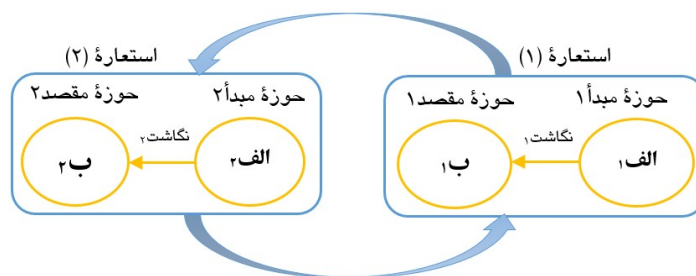 استعارهٔ (۱)
حوزهٔ مبدأ۱
حوزهٔ مقصد۱
الف۱
نگاشت۱
ب۱
استعارهٔ (۲)
حوزهٔ مبدأ۲
حوزهٔ مقصد۲
الف۲
نگاشت۲
ب۲